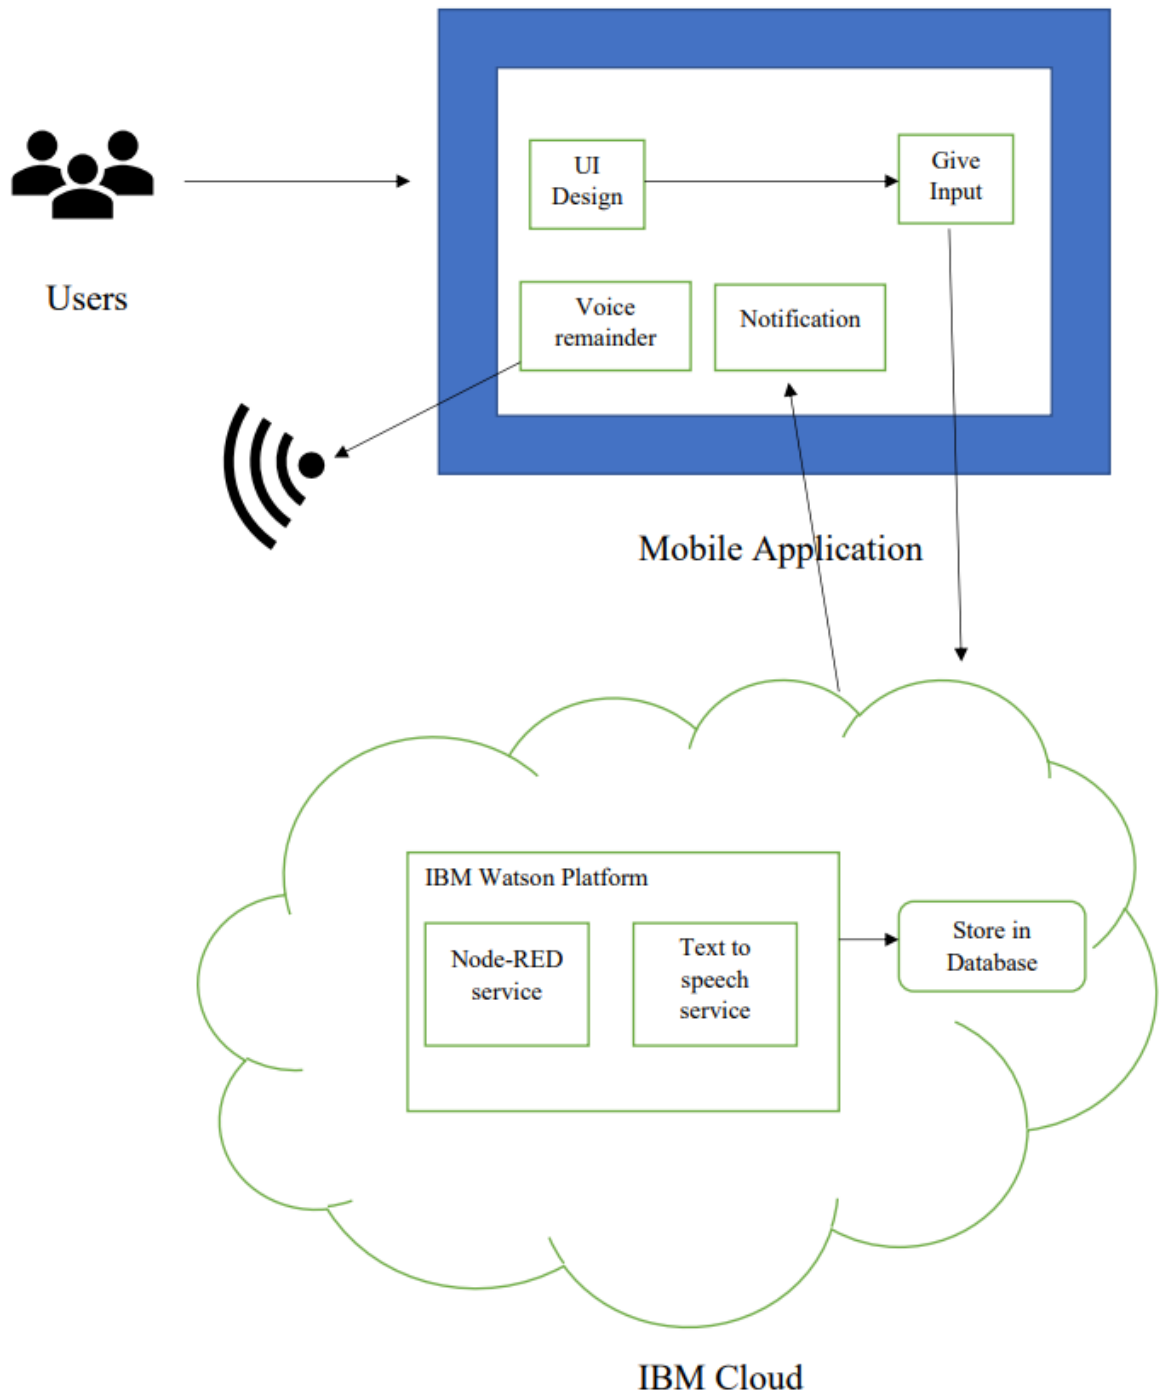 UI
Design
Give
Input
Users
Voice
remainder
Notification
Mobile Application
IBM Watson Platform
Node-RED
service
Text to
speech
service
Store in
Database
IBM Cloud